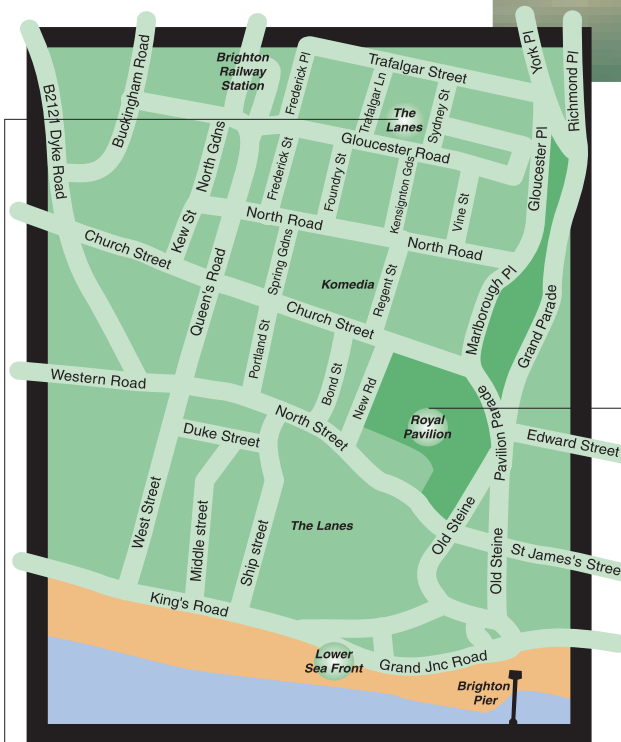 York Pl
Richmond Pl
Trafalgar Street
Brighton
Railway
Station
Frederick Pl
Buckingham Road
B2121 Dyke Road
Trafalgar Ln
Sydney St
The
Lanes
Gloucester Road
Gloucester Pl
North Gdns
Frederick St
Foundry St
Kensignton Gds
Vine St
North Road
North Road
Kew St
Church Street
Queen's Road
Spring Gdns
Komedia
Regent St
Marlborough Pl
Grand Parade
Church Street
Portland St
Bond St
New Rd
Western Road
North Street
Duke Street
Royal
Pavilion
Pavilion Parade
Edward Street
West Street
Middle street
Ship street
The Lanes
Old Steine
Old Steine
St James's Stree
King's Road
Lower
Sea Front
Grand Jnc Road
Brighton
Pier